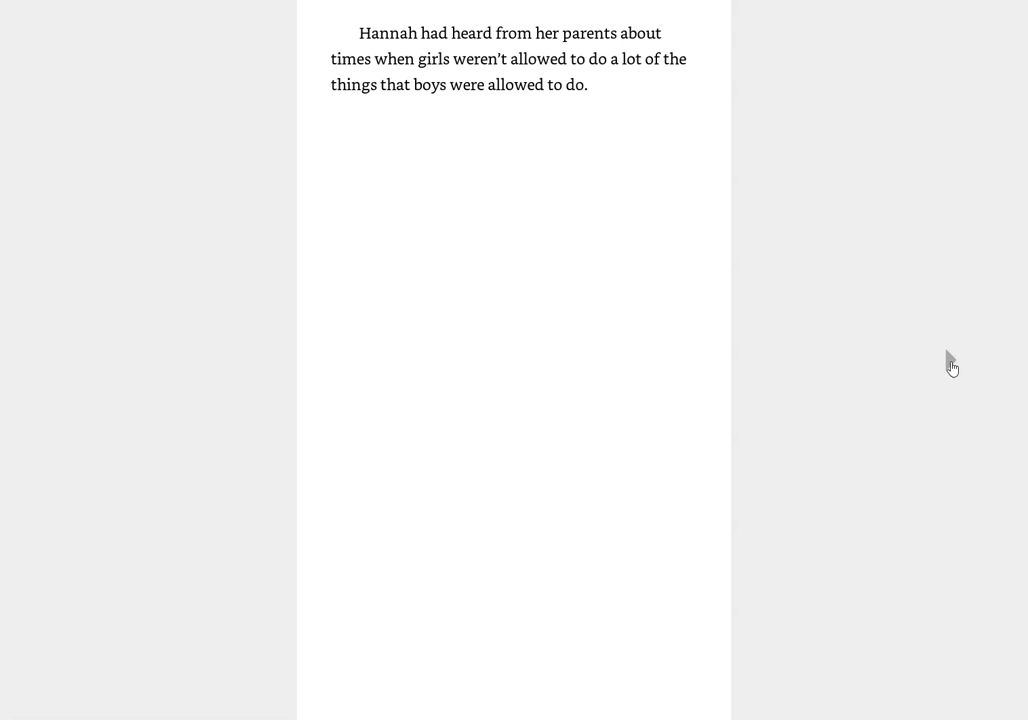 Hannah had heard from her parents about
times when girls weren’t allowed to do a lot of the
things that boys were allowed to do.